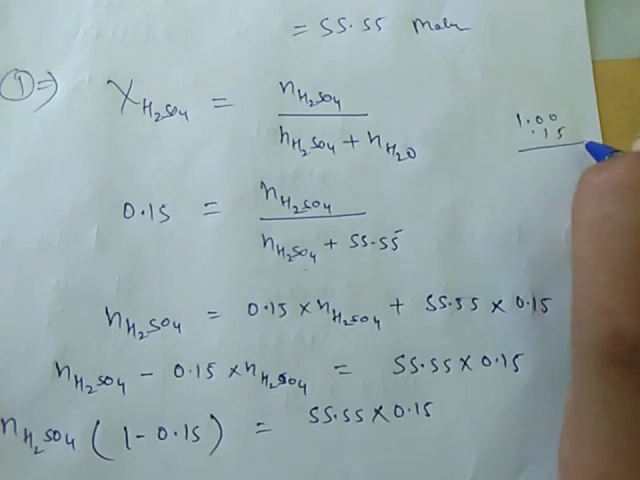 = 55.55 Moles
① ⇒ X_H₂SO₄ = n_H₂SO₄ / (n_H₂SO₄ + n_H₂O)
1.00
.15
0.15 = n_H₂SO₄ / (n_H₂SO₄ + 55.55)
n_H₂SO₄ = 0.15 × n_H₂SO₄ + 55.55 × 0.15
n_H₂SO₄ − 0.15 × n_H₂SO₄ = 55.55 × 0.15
n_H₂SO₄ (1 − 0.15) = 55.55 × 0.15